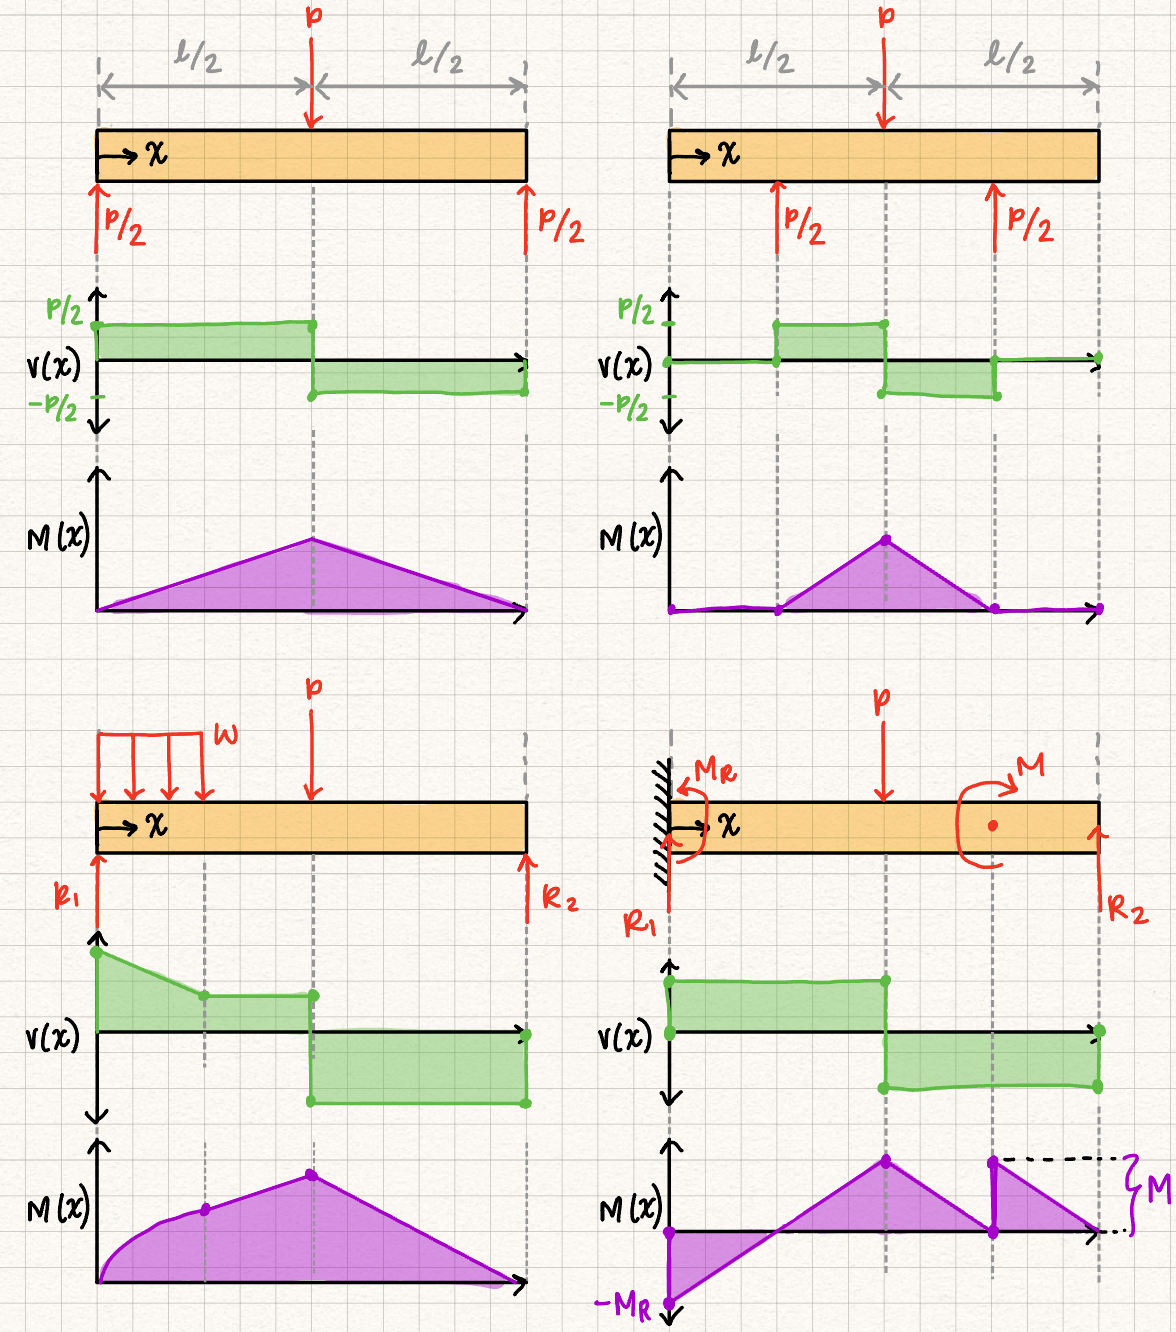 P P
l/2 l/2 l/2 l/2
x x
P/2 P/2 P/2 P/2
P/2 P/2
V(x) V(x)
-P/2 -P/2
M(x) M(x)
P P
W MR M
x x
R1 R2 R1 R2
V(x) V(x)
M(x) M(x) M
-MR